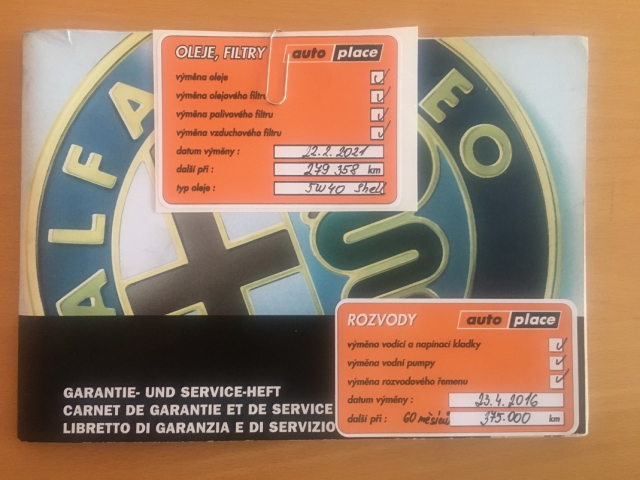 ALFA
EO
OLEJE, FILTRY auto place
výměna oleje
výměna olejového filtru
výměna palivového filtru
výměna vzduchového filtru
datum výměny : 22.2.2021
další při : 279 358 km
typ oleje : 5W40 Shell
ROZVODY auto place
výměna vodící a napínací kladky
výměna vodní pumpy
výměna rozvodového řemenu
datum výměny : 23.4.2016
další při : 60 měsíců 375.000 km
GARANTIE- UND SERVICE-HEFT
CARNET DE GARANTIE ET DE SERVICE
LIBRETTO DI GARANZIA E DI SERVIZIO